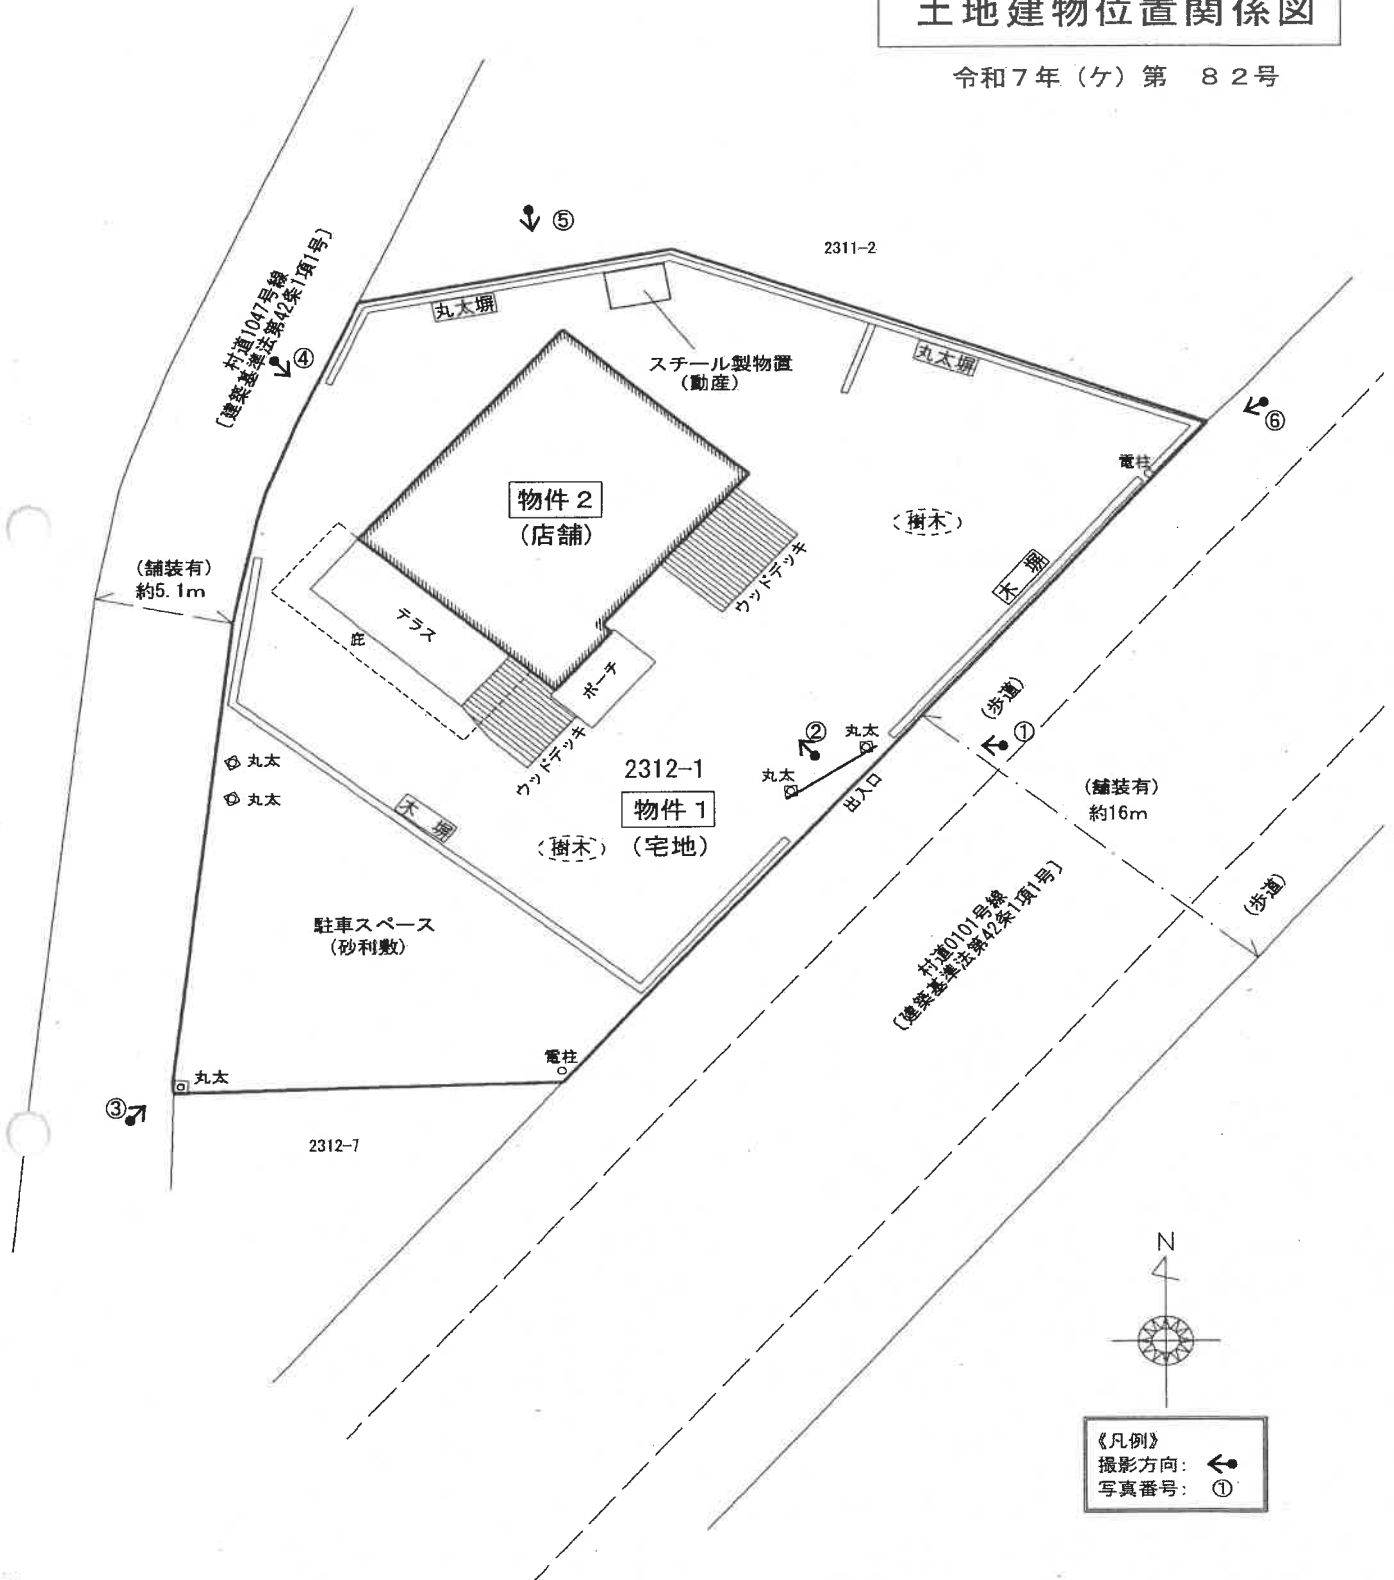 土地建物位置関係図
令和7年（ケ）第　82号
⑤
2311-2
村道1047号線
〔建築基準法第42条1項1号〕
④
丸太塀
スチール製物置
（動産）
丸太塀
⑥
電柱
物件2
（店舗）
（樹木）
ウッドデッキ
木塀
（舗装有）
約5.1m
テラス
庇
ポーチ
（歩道）
①
②
丸太
丸太
出入口
ウッドデッキ
2312-1
物件1
（宅地）
（樹木）
丸太
丸太
木塀
（舗装有）
約16m
（歩道）
村道0101号線
〔建築基準法第42条1項1号〕
駐車スペース
（砂利敷）
電柱
丸太
③
2312-7
N
《凡例》
撮影方向：
写真番号：　①